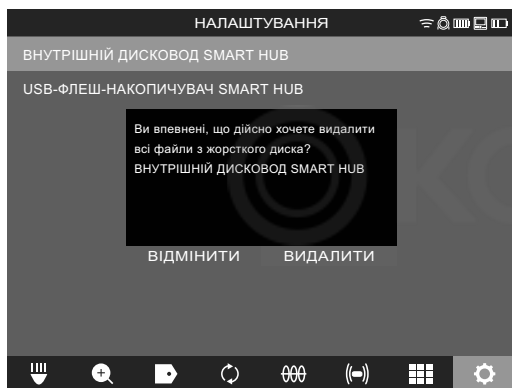 НАЛАШТУВАННЯ
ВНУТРІШНІЙ ДИСКОВОД SMART HUB
USB-ФЛЕШ-НАКОПИЧУВАЧ SMART HUB
Ви впевнені, що дійсно хочете видалити
всі файли з жорсткого диска?
ВНУТРІШНІЙ ДИСКОВОД SMART HUB
ВІДМІНИТИ ВИДАЛИТИ